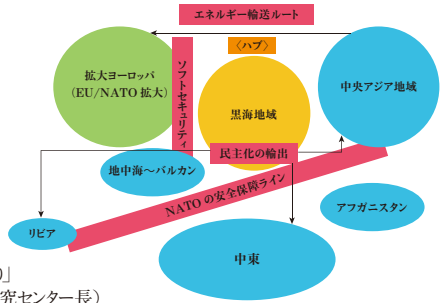 エネルギー輸送ルート
〈ハブ〉
拡大ヨーロッパ
(EU/NATO 拡大)
ソフトセキュリティ
黒海地域
中央アジア地域
民主化の輸出
地中海～バルカン
NATO の安全保障ライン
アフガニスタン
リビア
中東
」
究センター長)